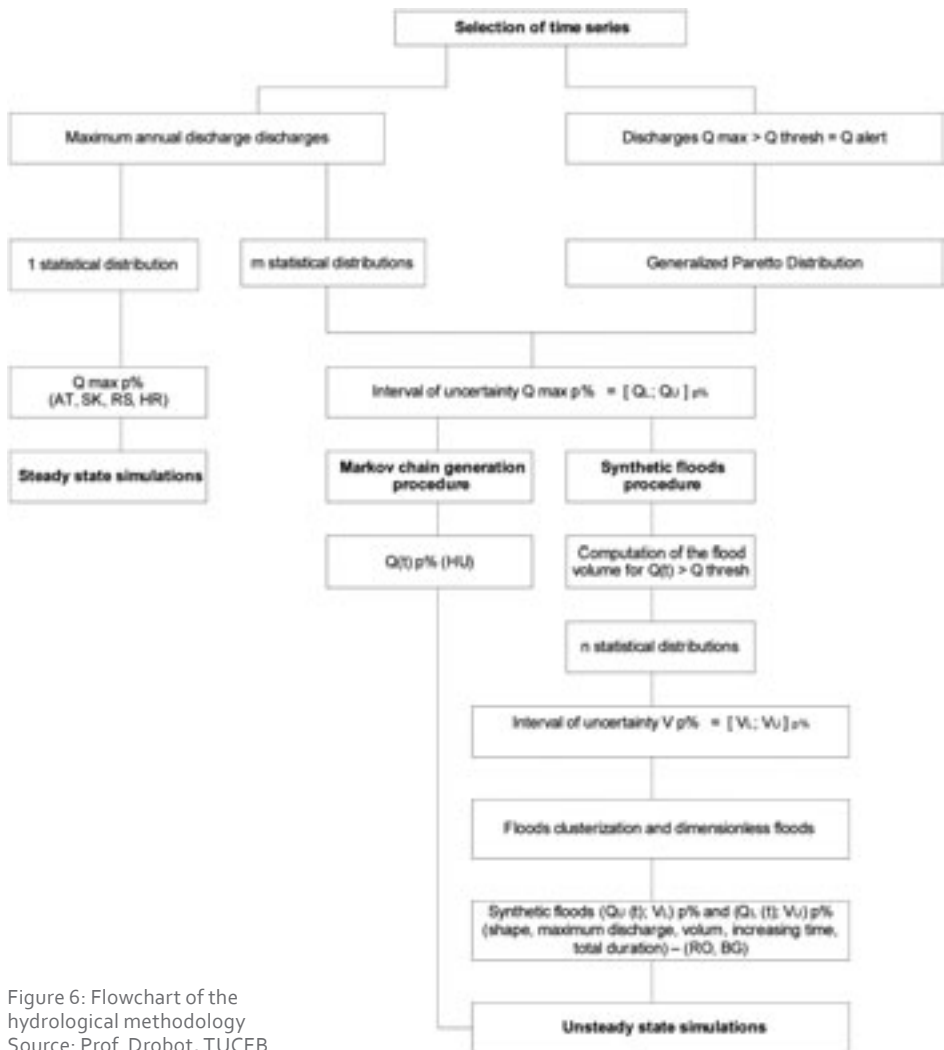 Selection of time series
Maximum annual discharge discharges
Discharges Q max > Q thresh = Q alert
1 statistical distribution
m statistical distributions
Generalized Paretto Distribution
Q max p%
(AT, SK, RS, HR)
Interval of uncertainty Q max p% = [ QL; QU ] p%
Steady state simulations
Markov chain generation
procedure
Synthetic floods
procedure
Q(t) p% (HU)
Computation of the flood
volume for Q(t) > Q thresh
n statistical distributions
Interval of uncertainty V p% = [ VL; VU ] p%
Floods clusterization and dimensionless floods
Synthetic floods (QU (t); VL) p% and (QL (t); VU) p%
(shape, maximum discharge, volum, increasing time,
total duration) – (RO, BG)
Unsteady state simulations
Figure 6: Flowchart of the
hydrological methodology
Source: Prof. Drobot, TUCEB